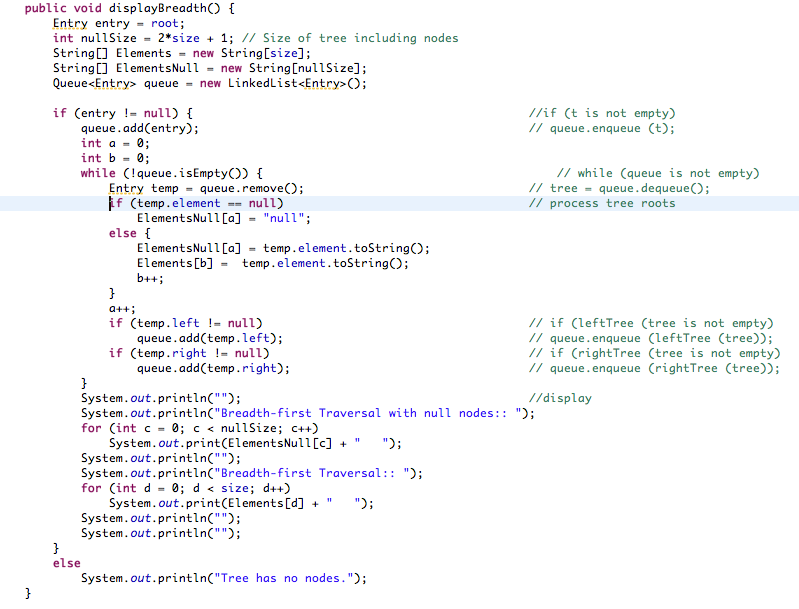 public void displayBreadth() {
    Entry entry = root;
    int nullSize = 2*size + 1; // Size of tree including nodes
    String[] Elements = new String[size];
    String[] ElementsNull = new String[nullSize];
    Queue<Entry> queue = new LinkedList<Entry>();
    if (entry != null) { //if (t is not empty)
        queue.add(entry); // queue.enqueue (t);
        int a = 0;
        int b = 0;
        while (!queue.isEmpty()) { // while (queue is not empty)
            Entry temp = queue.remove(); // tree = queue.dequeue();
            if (temp.element == null) // process tree roots
                ElementsNull[a] = "null";
            else {
                ElementsNull[a] = temp.element.toString();
                Elements[b] =  temp.element.toString();
                b++;
            }
            a++;
            if (temp.left != null) // if (leftTree (tree is not empty)
                queue.add(temp.left); // queue.enqueue (leftTree (tree));
            if (temp.right != null) // if (rightTree (tree is not empty)
                queue.add(temp.right); // queue.enqueue (rightTree (tree));
        }
        System.out.println(""); //display
        System.out.println("Breadth-first Traversal with null nodes:: ");
        for (int c = 0; c < nullSize; c++)
            System.out.print(ElementsNull[c] + "   ");
        System.out.println("");
        System.out.println("Breadth-first Traversal:: ");
        for (int d = 0; d < size; d++)
            System.out.print(Elements[d] + "   ");
        System.out.println("");
        System.out.println("");
    }
    else
        System.out.println("Tree has no nodes.");
}